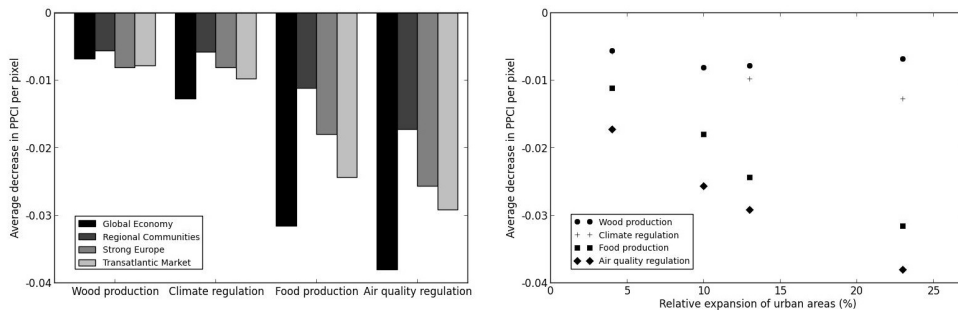 Average decrease in PPCI per pixel
0
-0.01
-0.02
-0.03
-0.04
Global Economy
Regional Communities
Strong Europe
Transatlantic Market
Wood production Climate regulation Food production Air quality regulation
Average decrease in PPCI per pixel
0
-0.01
-0.02
-0.03
-0.04
Wood production
Climate regulation
Food production
Air quality regulation
0 5 10 15 20 25
Relative expansion of urban areas (%)